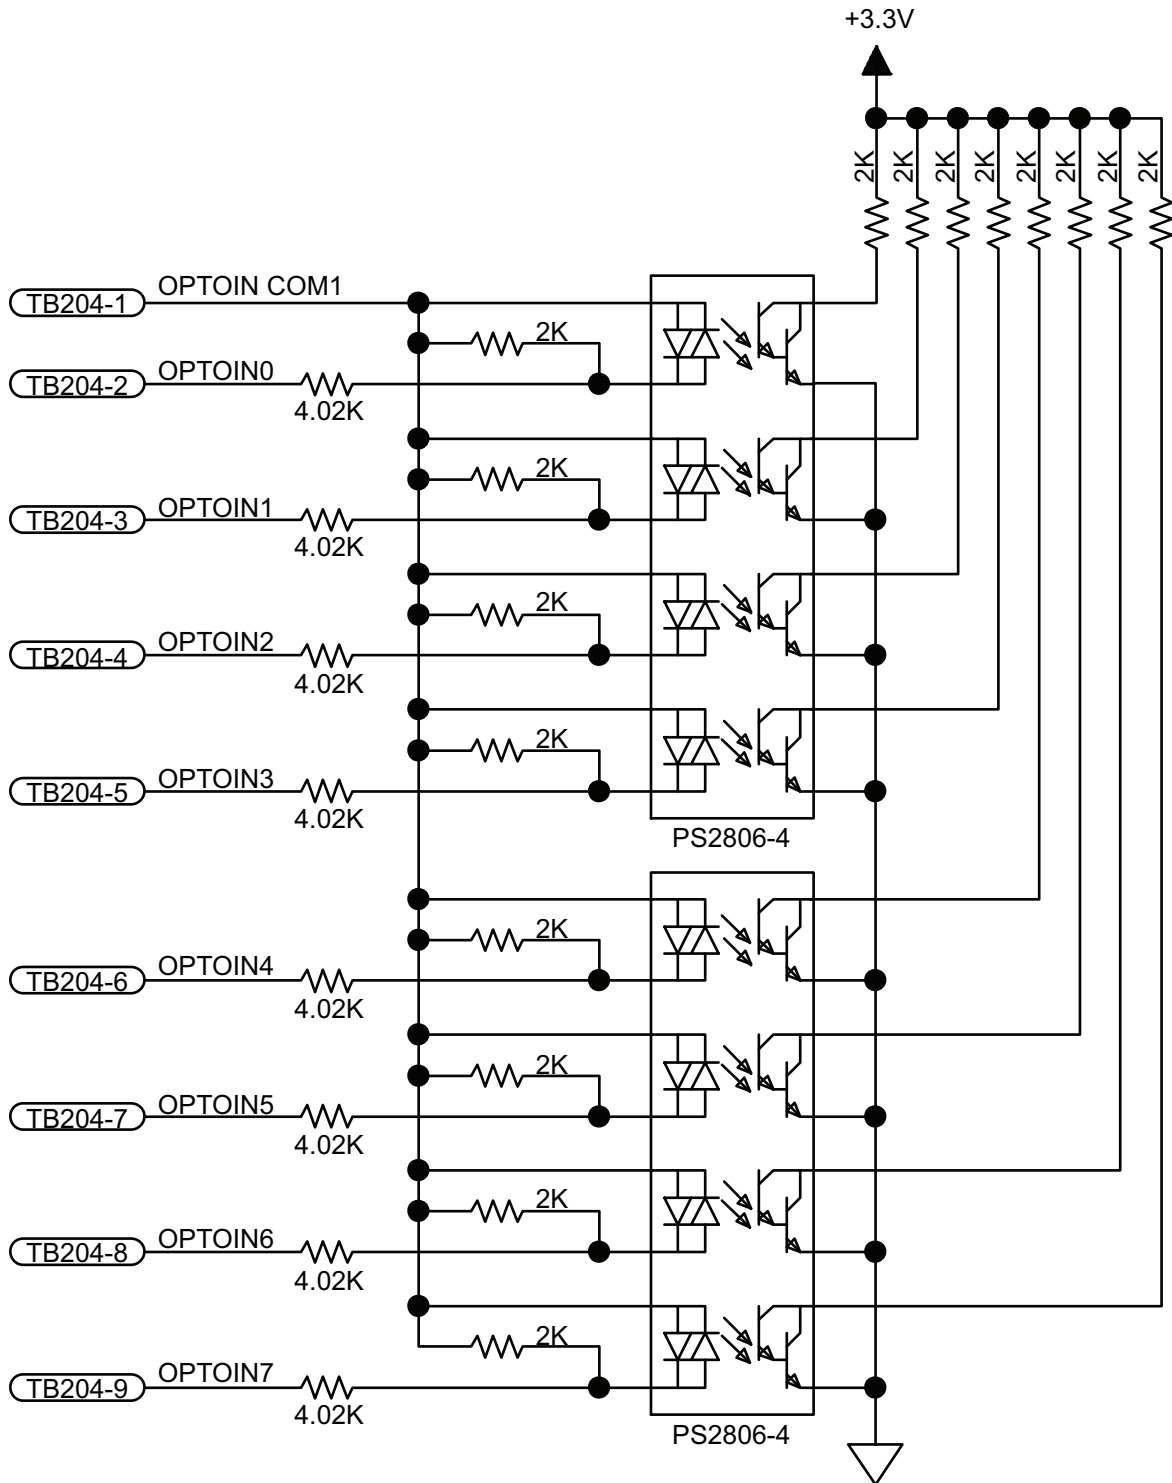 +3.3V
2K 2K 2K 2K 2K 2K 2K 2K
TB204-1 OPTOIN COM1
2K
TB204-2 OPTOIN0
4.02K
2K
TB204-3 OPTOIN1
4.02K
2K
TB204-4 OPTOIN2
4.02K
2K
TB204-5 OPTOIN3
4.02K
PS2806-4
2K
TB204-6 OPTOIN4
4.02K
2K
TB204-7 OPTOIN5
4.02K
2K
TB204-8 OPTOIN6
4.02K
2K
TB204-9 OPTOIN7
4.02K
PS2806-4